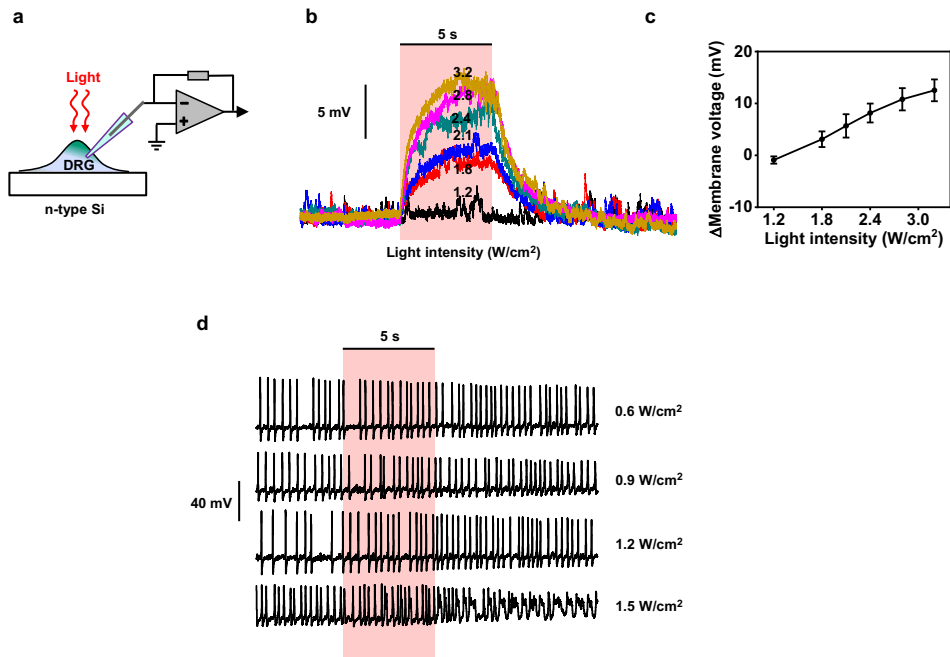 a
Light
−
+
DRG
n-type Si
b
5 s
5 mV
3.2
2.8
2.4
2.1
1.8
1.2
Light intensity (W/cm²)
c
ΔMembrane voltage (mV)
20
10
0
-10
1.2
1.8
2.4
3.0
Light intensity (W/cm²)
d
5 s
40 mV
0.6 W/cm²
0.9 W/cm²
1.2 W/cm²
1.5 W/cm²